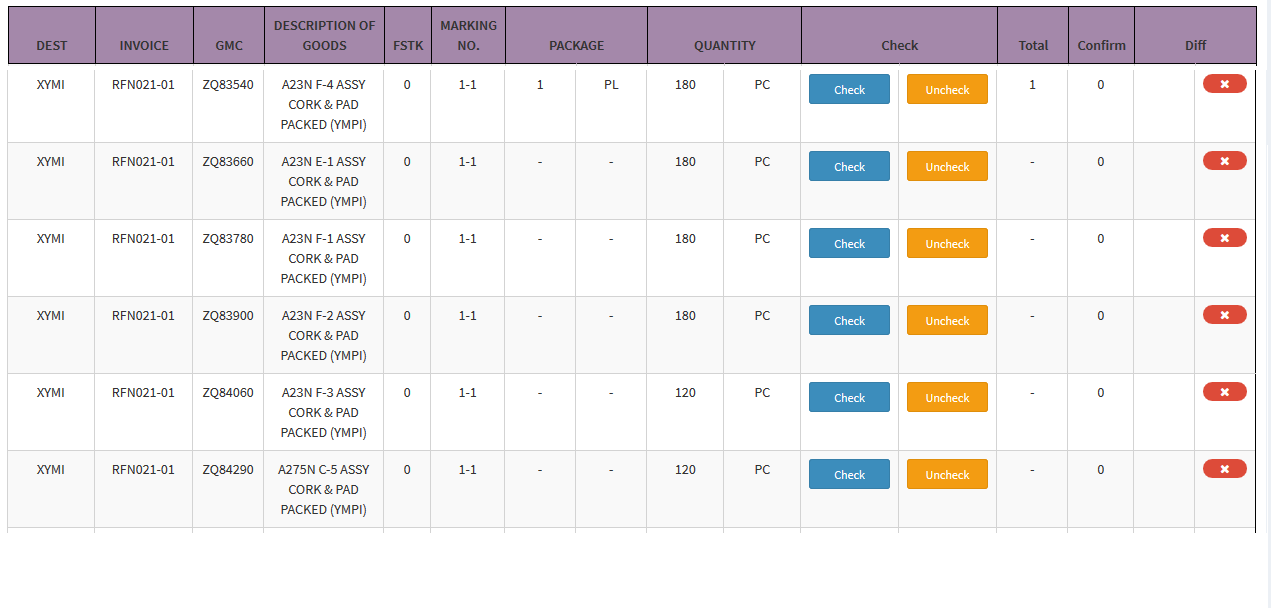 DEST INVOICE GMC DESCRIPTION OF GOODS FSTK MARKING NO. PACKAGE QUANTITY Check Total Confirm Diff
XYMI RFN021-01 ZQ83540 A23N F-4 ASSY 0 1-1 1 PL 180 PC Check Uncheck 1 0
CORK & PAD
PACKED (YMPI)
XYMI RFN021-01 ZQ83660 A23N E-1 ASSY 0 1-1 - - 180 PC Check Uncheck - 0
CORK & PAD
PACKED (YMPI)
XYMI RFN021-01 ZQ83780 A23N F-1 ASSY 0 1-1 - - 180 PC Check Uncheck - 0
CORK & PAD
PACKED (YMPI)
XYMI RFN021-01 ZQ83900 A23N F-2 ASSY 0 1-1 - - 180 PC Check Uncheck - 0
CORK & PAD
PACKED (YMPI)
XYMI RFN021-01 ZQ84060 A23N F-3 ASSY 0 1-1 - - 120 PC Check Uncheck - 0
CORK & PAD
PACKED (YMPI)
XYMI RFN021-01 ZQ84290 A275N C-5 ASSY 0 1-1 - - 120 PC Check Uncheck - 0
CORK & PAD
PACKED (YMPI)